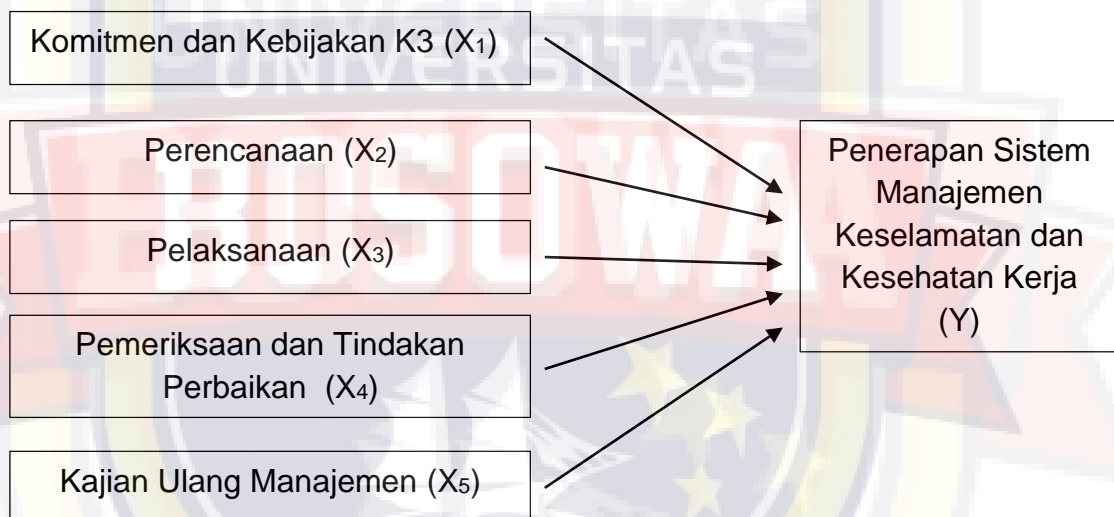 UNIVERSITAS
Komitmen dan Kebijakan K3 (X1)
UNIVERSITAS
BOSOWA
Perencanaan (X2)
Pelaksanaan (X3)
Pemeriksaan dan Tindakan
Perbaikan (X4)
Kajian Ulang Manajemen (X5)
Penerapan Sistem
Manajemen
Keselamatan dan
Kesehatan Kerja
(Y)